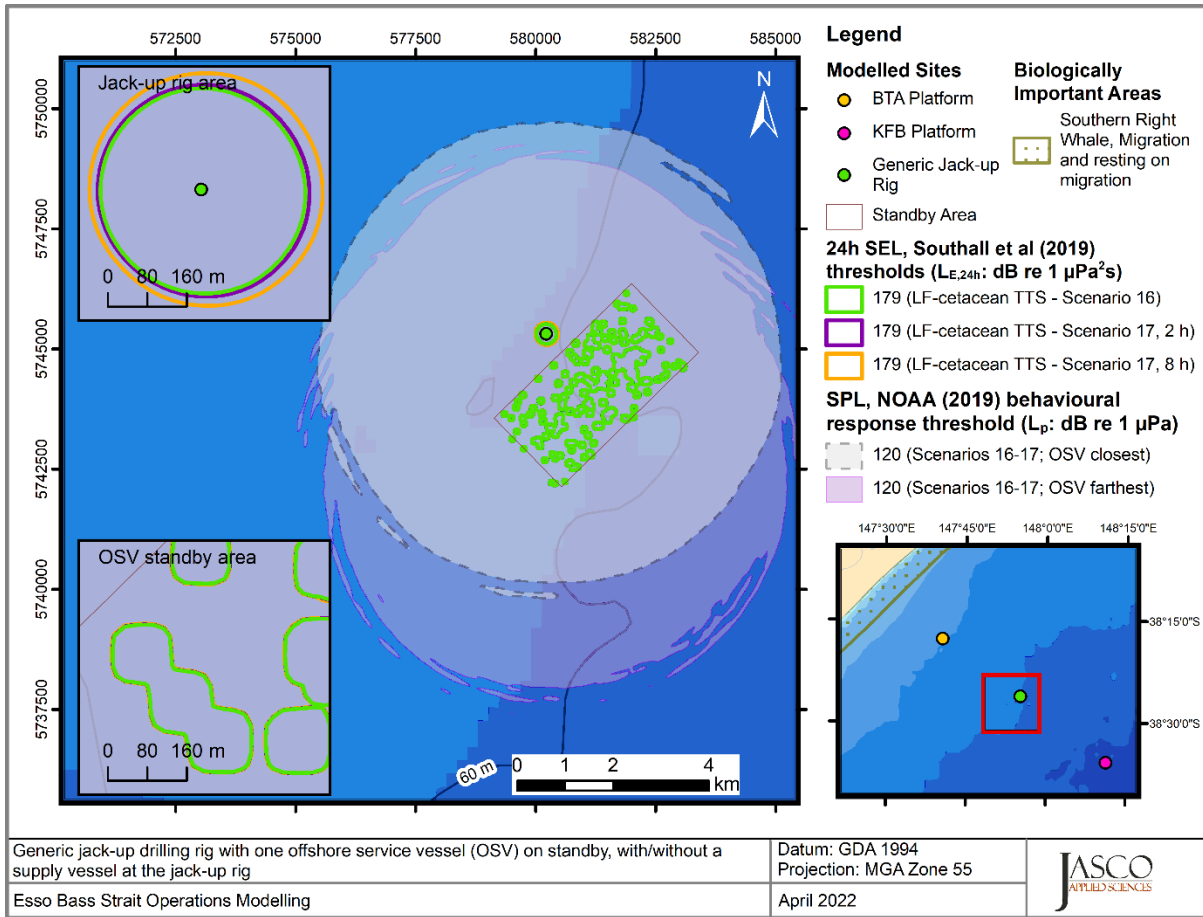 572500 575000 577500 580000 582500 585000
5750000
5747500
5745000
5742500
5740000
5737500
Jack-up rig area
0 80 160 m
N
OSV standby area
0 80 160 m
60 m
0 1 2 4
km
Legend
Modelled Sites
BTA Platform
KFB Platform
Generic Jack-up
Rig
Standby Area
Biologically
Important Areas
Southern Right
Whale, Migration
and resting on
migration
24h SEL, Southall et al (2019)
thresholds (LE,24h: dB re 1 µPa²s)
179 (LF-cetacean TTS - Scenario 16)
179 (LF-cetacean TTS - Scenario 17, 2 h)
179 (LF-cetacean TTS - Scenario 17, 8 h)
SPL, NOAA (2019) behavioural
response threshold (Lp: dB re 1 µPa)
120 (Scenarios 16-17; OSV closest)
120 (Scenarios 16-17; OSV farthest)
147°30'0"E 147°45'0"E 148°0'0"E 148°15'0"E
38°15'0"S
38°30'0"S
Generic jack-up drilling rig with one offshore service vessel (OSV) on standby, with/without a
supply vessel at the jack-up rig
Esso Bass Strait Operations Modelling
Datum: GDA 1994
Projection: MGA Zone 55
April 2022
JASCO
APPLIED SCIENCES